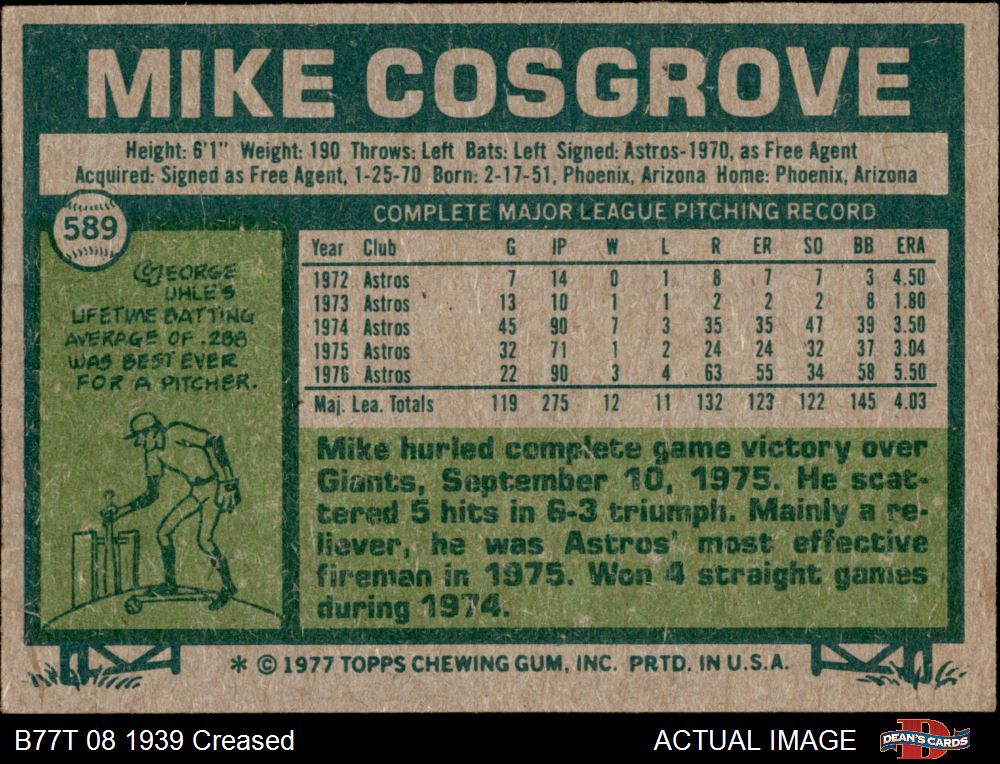 MIKE COSGROVE
Height: 6'1" Weight: 190 Throws: Left Bats: Left Signed: Astros-1970, as Free Agent
Acquired: Signed as Free Agent, 1-25-70 Born: 2-17-51, Phoenix, Arizona Home: Phoenix, Arizona
589
COMPLETE MAJOR LEAGUE PITCHING RECORD
Year Club G IP W L R ER SO BB ERA
1972 Astros 7 14 0 1 8 7 7 3 4.50
1973 Astros 13 10 1 1 2 2 2 8 1.80
1974 Astros 45 90 7 3 35 35 47 39 3.50
1975 Astros 32 71 1 2 24 24 32 37 3.04
1976 Astros 22 90 3 4 63 55 34 58 5.50
Maj. Lea. Totals 119 275 12 11 132 123 122 145 4.03
GEORGE
UHLE'S
LIFETIME BATTING
AVERAGE OF .288
WAS BEST EVER
FOR A PITCHER.
Mike hurled complete game victory over
Giants, September 10, 1975. He scat-
tered 5 hits in 6-3 triumph. Mainly a re-
liever, he was Astros' most effective
fireman in 1975. Won 4 straight games
during 1974.
* © 1977 TOPPS CHEWING GUM, INC. PRTD. IN U.S.A.
B77T 08 1939 Creased
ACTUAL IMAGE
D
DEAN'S CARDS